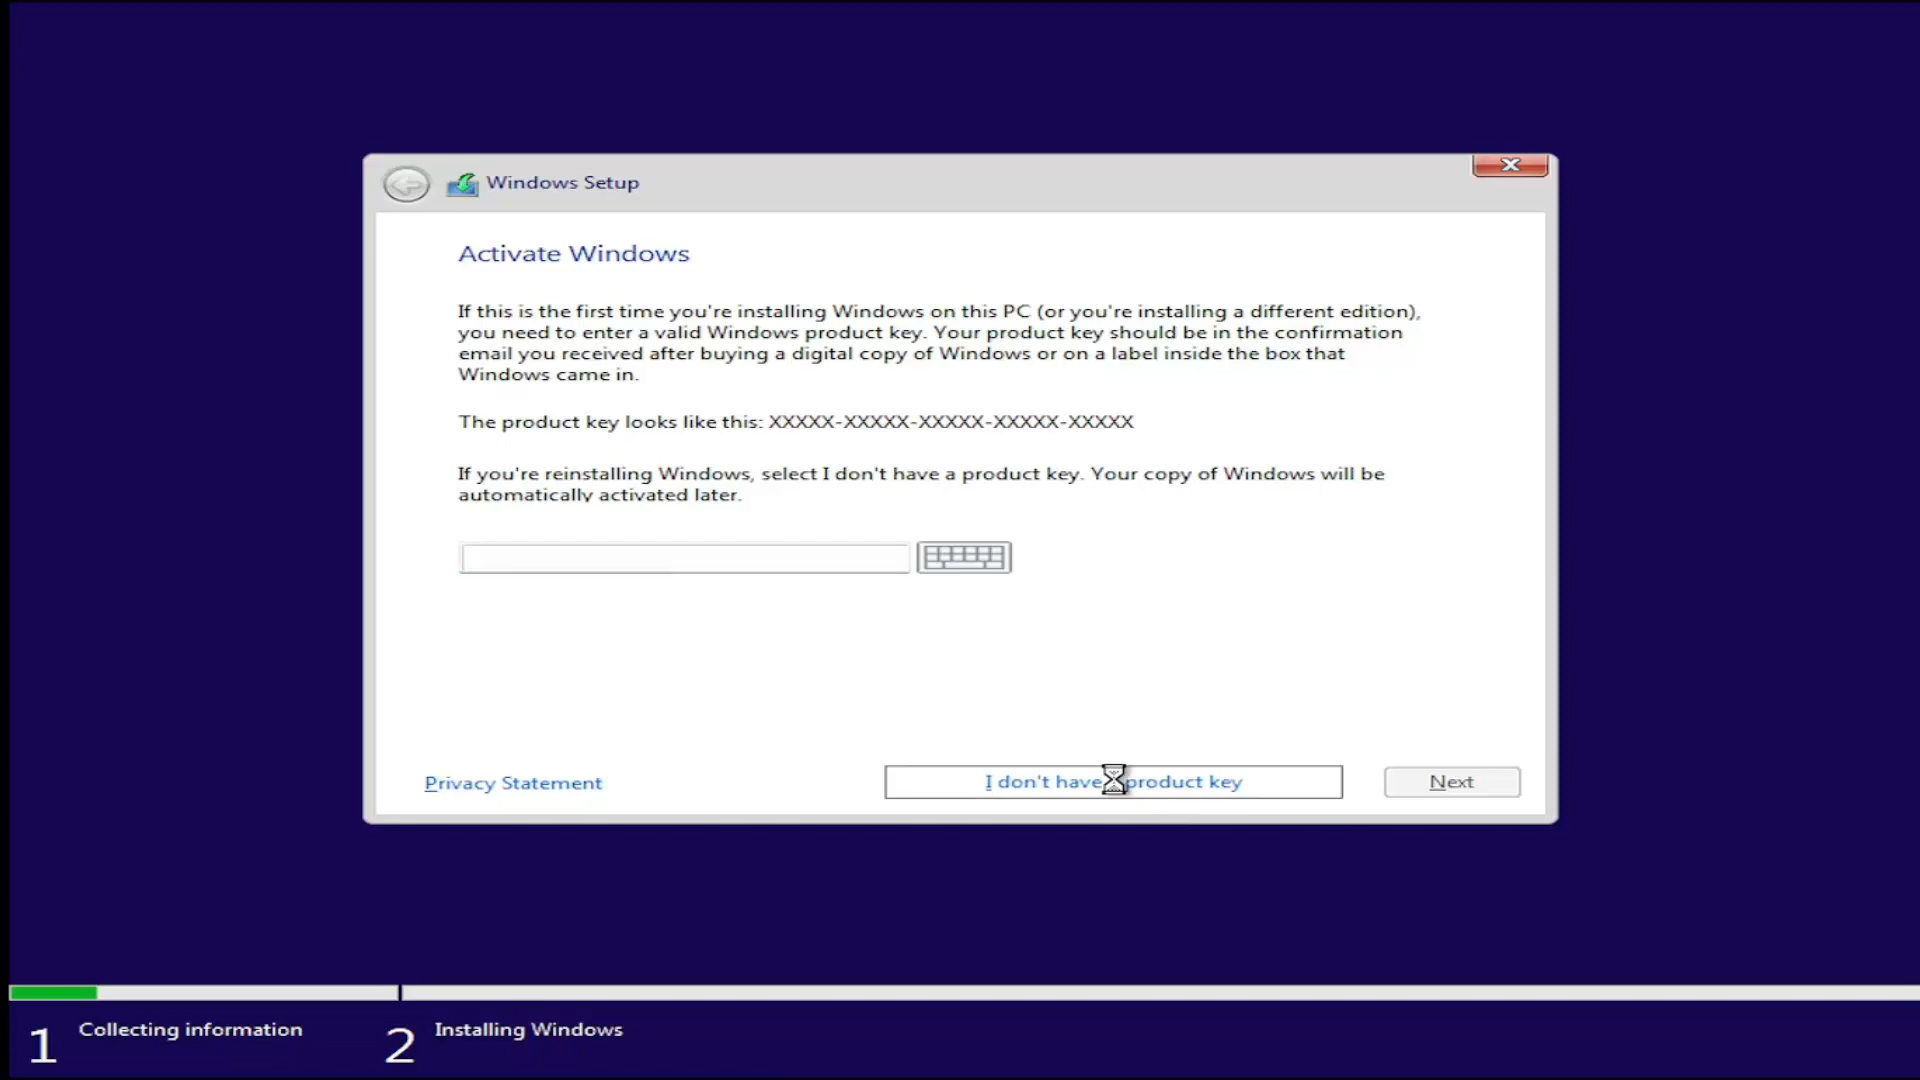 Windows Setup
Activate Windows
If this is the first time you're installing Windows on this PC (or you're installing a different edition),
you need to enter a valid Windows product key. Your product key should be in the confirmation
email you received after buying a digital copy of Windows or on a label inside the box that
Windows came in.
The product key looks like this: XXXXX-XXXXX-XXXXX-XXXXX-XXXXX
If you're reinstalling Windows, select I don't have a product key. Your copy of Windows will be
automatically activated later.
Privacy Statement
I don't have product key
Next
1 Collecting information
2 Installing Windows